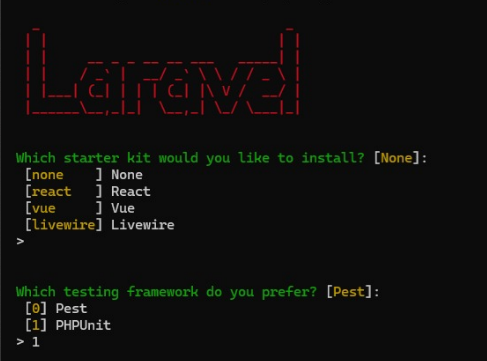 Laravel
Which starter kit would you like to install? [None]:
[none    ] None
[react   ] React
[vue     ] Vue
[livewire] Livewire
>
Which testing framework do you prefer? [Pest]:
[0] Pest
[1] PHPUnit
> 1